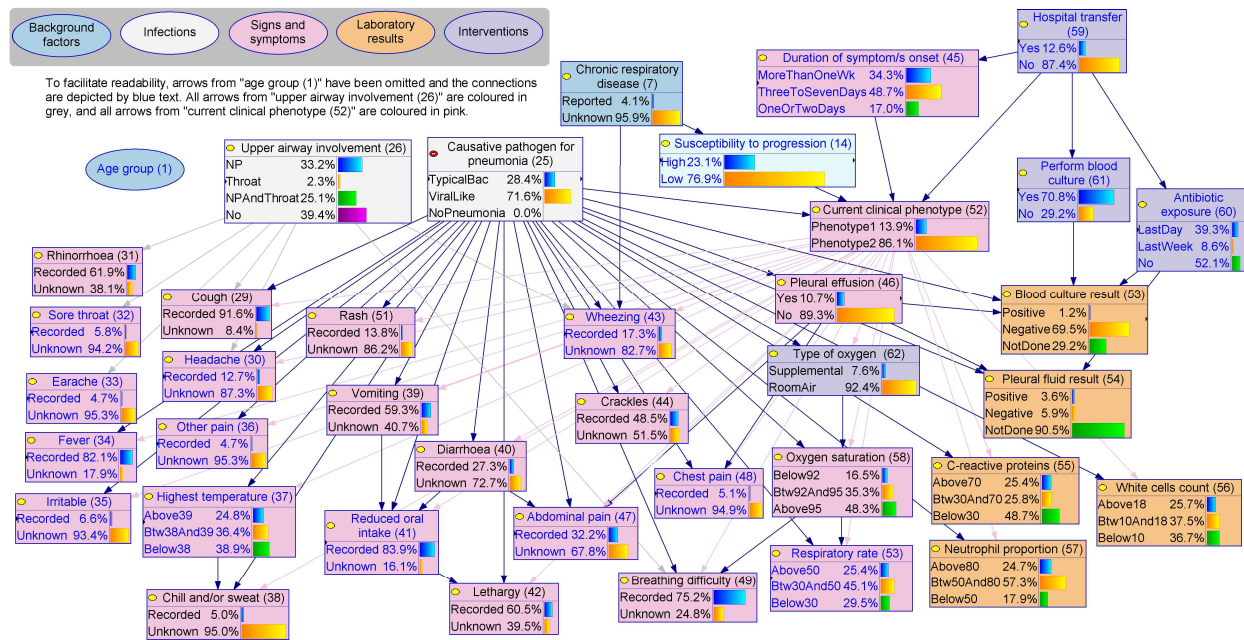 Background
factors
Infections
Signs and
symptoms
Laboratory
results
Interventions
To facilitate readability, arrows from "age group (1)" have been omitted and the connections
are depicted by blue text. All arrows from "upper airway involvement (26)" are coloured in
grey, and all arrows from "current clinical phenotype (52)" are coloured in pink.
Hospital transfer
(59)
Yes 12.6%
No 87.4%
Duration of symptom/s onset (45)
MoreThanOneWk 34.3%
ThreeToSevenDays 48.7%
OneOrTwoDays 17.0%
Chronic respiratory
disease (7)
Reported 4.1%
Unknown 95.9%
Susceptibility to progression (14)
High 23.1%
Low 76.9%
Age group (1)
Upper airway involvement (26)
NP 33.2%
Throat 2.3%
NPAndThroat 25.1%
No 39.4%
Causative pathogen for
pneumonia (25)
TypicalBac 28.4%
ViralLike 71.6%
NoPneumonia 0.0%
Perform blood
culture (61)
Yes 70.8%
No 29.2%
Antibiotic
exposure (60)
LastDay 39.3%
LastWeek 8.6%
No 52.1%
Current clinical phenotype (52)
Phenotype1 13.9%
Phenotype2 86.1%
Rhinorrhoea (31)
Recorded 61.9%
Unknown 38.1%
Cough (29)
Recorded 91.6%
Unknown 8.4%
Sore throat (32)
Recorded 5.8%
Unknown 94.2%
Rash (51)
Recorded 13.8%
Unknown 86.2%
Wheezing (43)
Recorded 17.3%
Unknown 82.7%
Pleural effusion (46)
Yes 10.7%
No 89.3%
Blood culture result (53)
Positive 1.2%
Negative 69.5%
NotDone 29.2%
Headache (30)
Recorded 12.7%
Unknown 87.3%
Type of oxygen (62)
Supplemental 7.6%
RoomAir 92.4%
Earache (33)
Recorded 4.7%
Unknown 95.3%
Vomiting (39)
Recorded 59.3%
Unknown 40.7%
Crackles (44)
Recorded 48.5%
Unknown 51.5%
Pleural fluid result (54)
Positive 3.6%
Negative 5.9%
NotDone 90.5%
Fever (34)
Recorded 82.1%
Unknown 17.9%
Other pain (36)
Recorded 4.7%
Unknown 95.3%
Diarrhoea (40)
Recorded 27.3%
Unknown 72.7%
Chest pain (48)
Recorded 5.1%
Unknown 94.9%
Oxygen saturation (58)
Below92 16.5%
Btw92And95 35.3%
Above95 48.3%
C-reactive proteins (55)
Above70 25.4%
Btw30And70 25.8%
Below30 48.7%
White cells count (56)
Above18 25.7%
Btw10And18 37.5%
Below10 36.7%
Irritable (35)
Recorded 6.6%
Unknown 93.4%
Highest temperature (37)
Above39 24.8%
Btw38And39 36.4%
Below38 38.9%
Reduced oral
intake (41)
Recorded 83.9%
Unknown 16.1%
Abdominal pain (47)
Recorded 32.2%
Unknown 67.8%
Respiratory rate (53)
Above50 25.4%
Btw30And50 45.1%
Below30 29.5%
Neutrophil proportion (57)
Above80 24.7%
Btw50And80 57.3%
Below50 17.9%
Chill and/or sweat (38)
Recorded 5.0%
Unknown 95.0%
Lethargy (42)
Recorded 60.5%
Unknown 39.5%
Breathing difficulty (49)
Recorded 75.2%
Unknown 24.8%